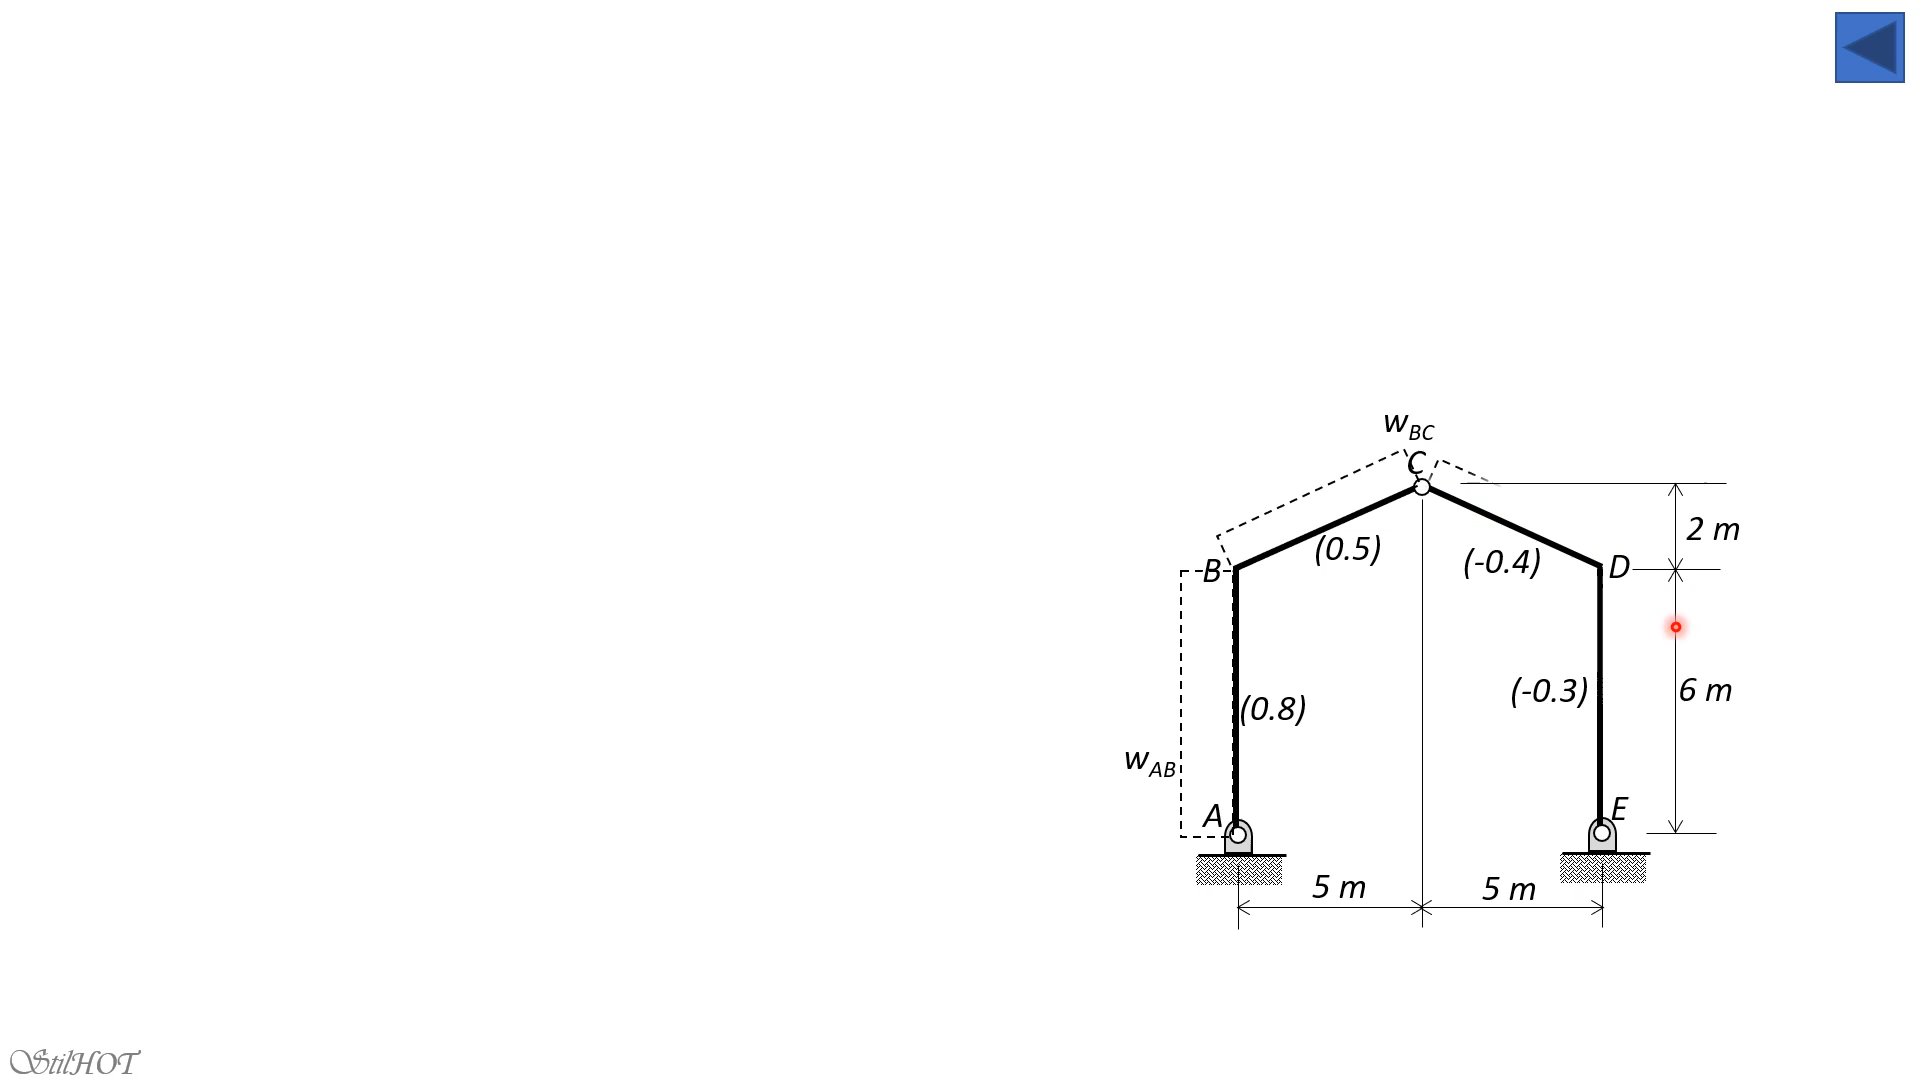 w_BC
C
2 m
(0.5)
(-0.4)
B
D
(-0.3)
6 m
(0.8)
w_AB
A
E
5 m
5 m
StilHOT